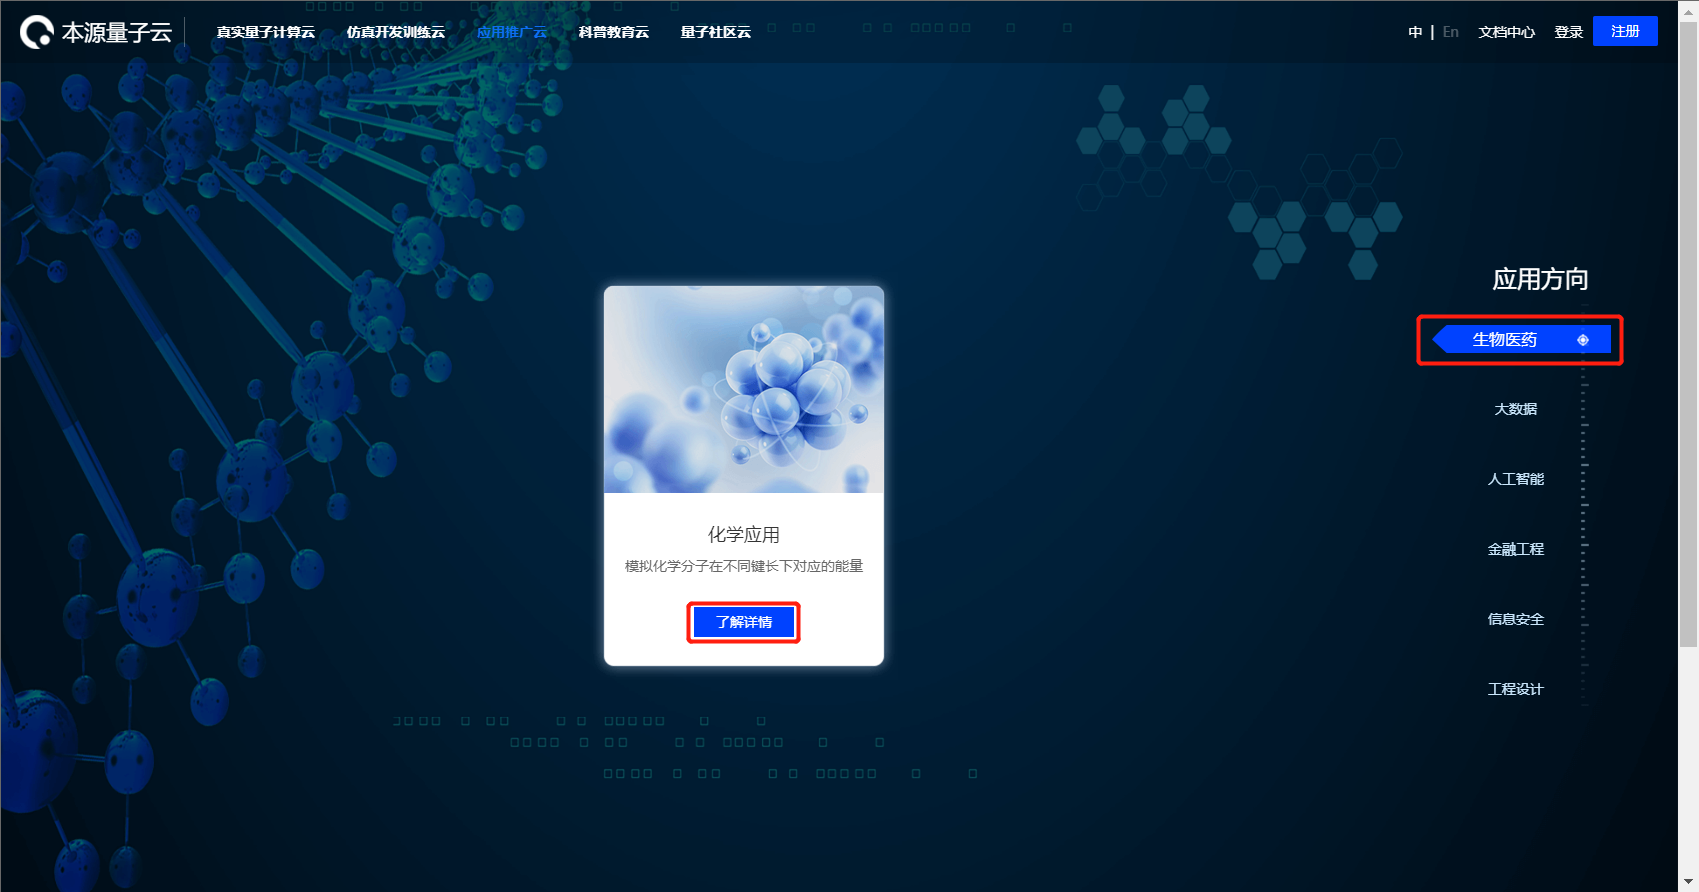 本源量子云 真实量子计算云 仿真开发训练云 应用推广云 科普教育云 量子社区云 中 | En 文档中心 登录 注册
应用方向
生物医药
大数据
人工智能
金融工程
信息安全
工程设计
化学应用
模拟化学分子在不同键长下对应的能量
了解详情